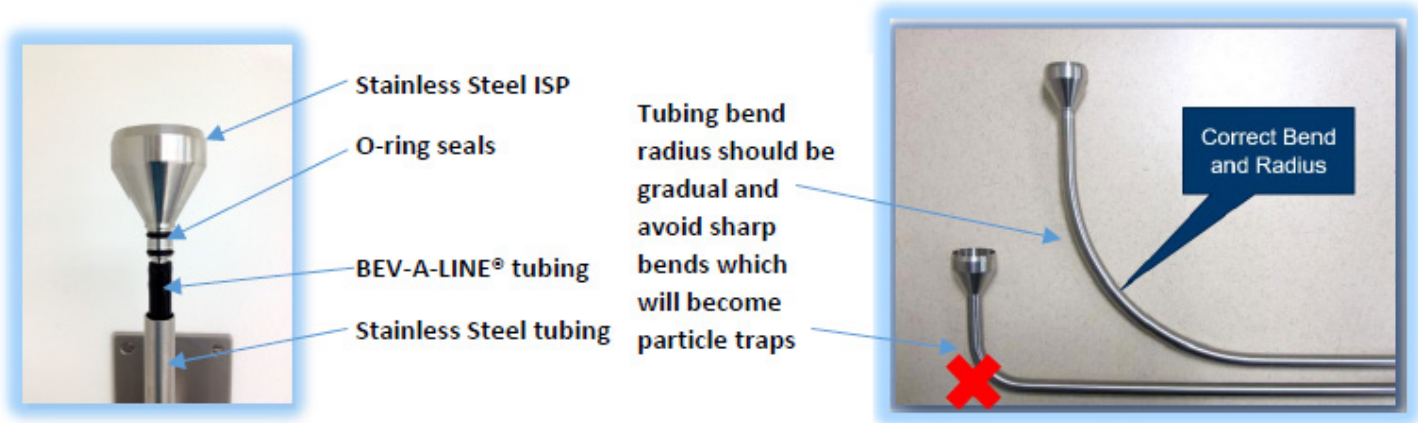 Stainless Steel ISP
O-ring seals
BEV-A-LINE® tubing
Stainless Steel tubing
Tubing bend
radius should be
gradual and
avoid sharp
bends which
will become
particle traps
Correct Bend
and Radius